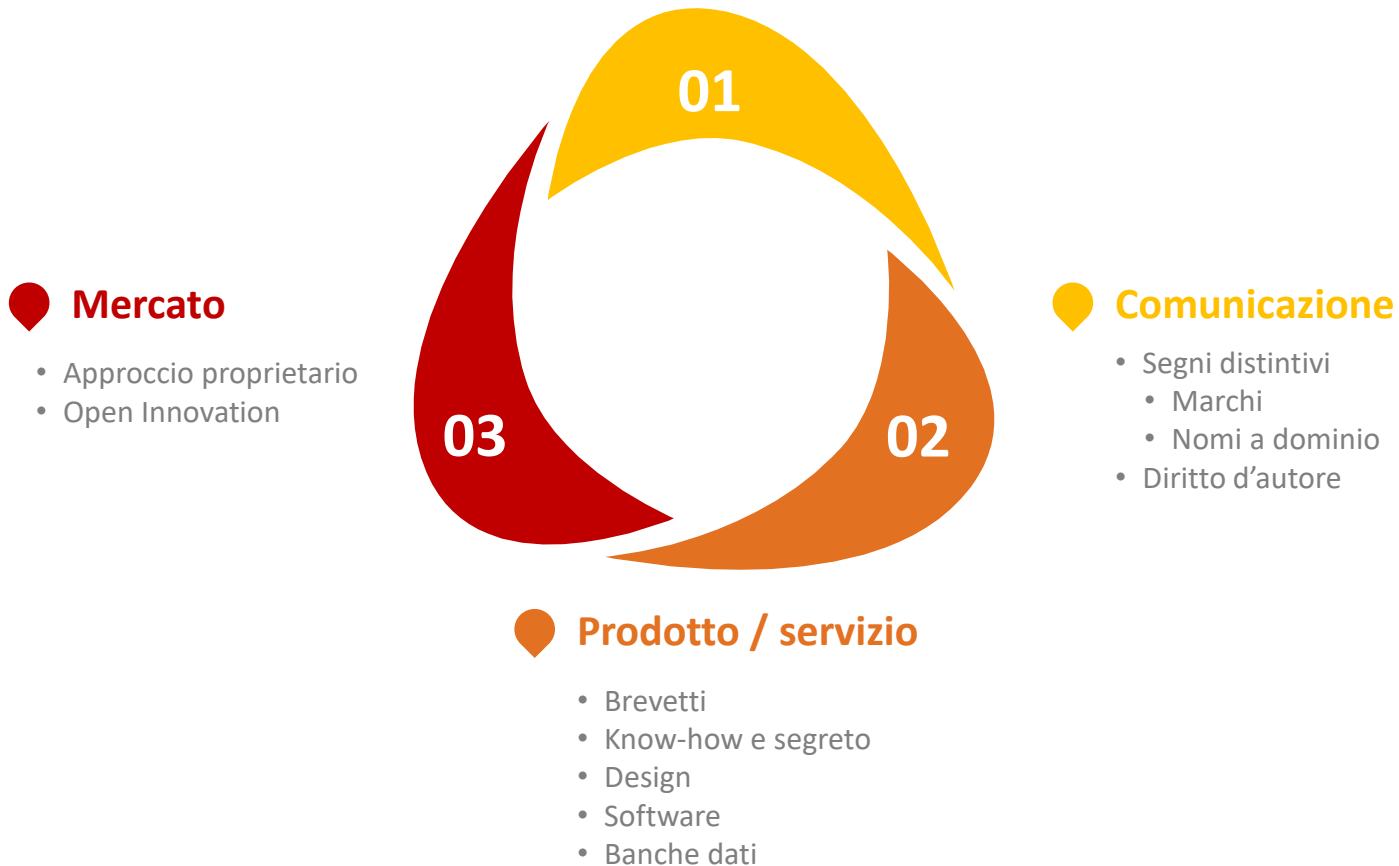 01
02
03
Mercato
• Approccio proprietario
• Open Innovation
Comunicazione
• Segni distintivi
• Marchi
• Nomi a dominio
• Diritto d’autore
Prodotto / servizio
• Brevetti
• Know-how e segreto
• Design
• Software
• Banche dati